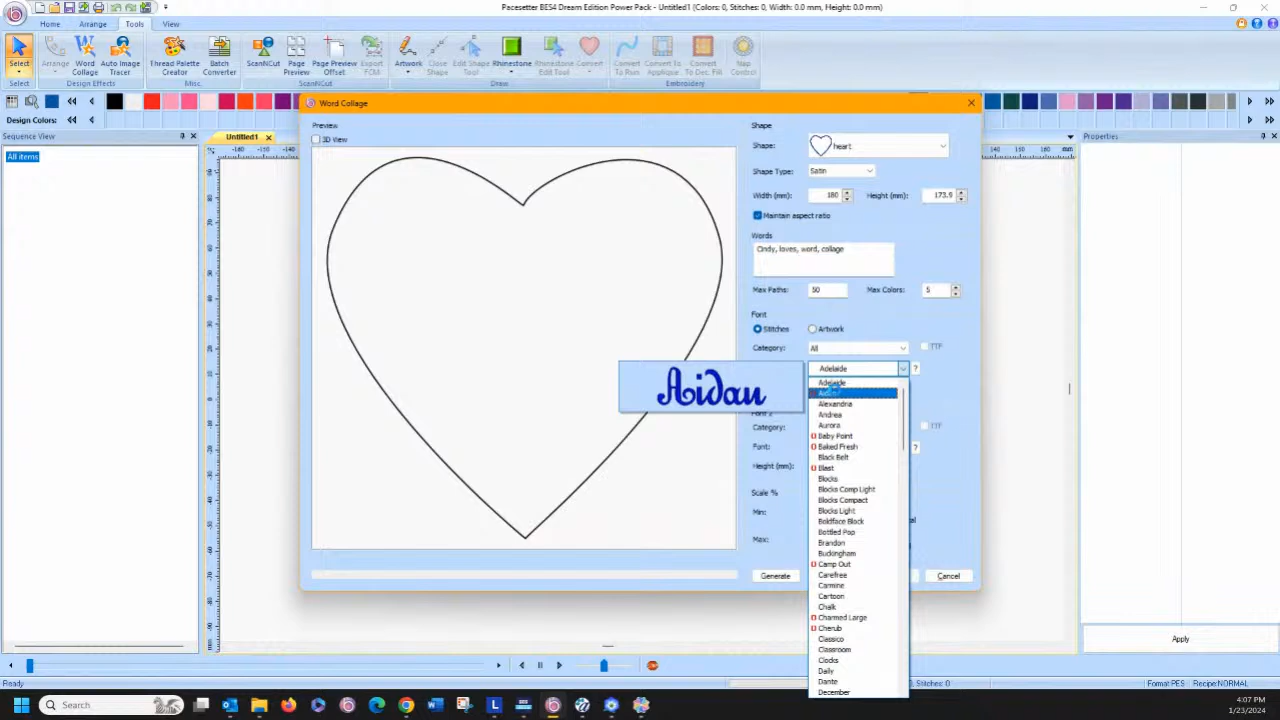 Pacesetter BES4 Dream Edition Power Pack - Untitled1 (Colors: 0, Stitches: 0, Width: 0.0 mm, Height: 0.0 mm)
Home Arrange Tools View
Select Arrange Word Collage Auto Image Tracer Thread Palette Creator Batch Converter ScanNCut Page Preview Page Preview Offset Export FCM Artwork Close Shape Edit Shape Tool Rhinestone Rhinestone Edit Tool Convert Convert To Run Convert To Applique Convert To Dec. Fill Nap Control
Select Design Effects Misc. ScanNCut Draw Embroidery
Design Colors:
Sequence View
Untitled1
Properties
All items
Word Collage
Preview
3D View
Shape
Shape: heart
Shape Type: Satin
Width (mm): 180 Height (mm): 173.9
Maintain aspect ratio
Words
Cindy, loves, word, collage
Max Paths: 50 Max Colors: 5
Font
Stitches Artwork
Category: All TTF
Adelaide ?
Aidan
Adelaide
Aidan
Alexandria
Andrea
Aurora
Baby Point
Baked Fresh
Black Belt
Blast
Blocks
Blocks Comp Light
Blocks Compact
Blocks Light
Boldface Block
Bottled Pop
Brandon
Buckingham
Camp Out
Carefree
Carmine
Cartoon
Chalk
Charmed Large
Cherub
Classico
Classroom
Clocks
Daily
Dante
December
Font 2
Category: TTF
Font: ?
Height (mm):
Scale %
Min:
Max:
Generate Cancel
Apply
Ready Stitches: 0 Format:PES Recipe:NORMAL
Search
4:07 PM
1/23/2024